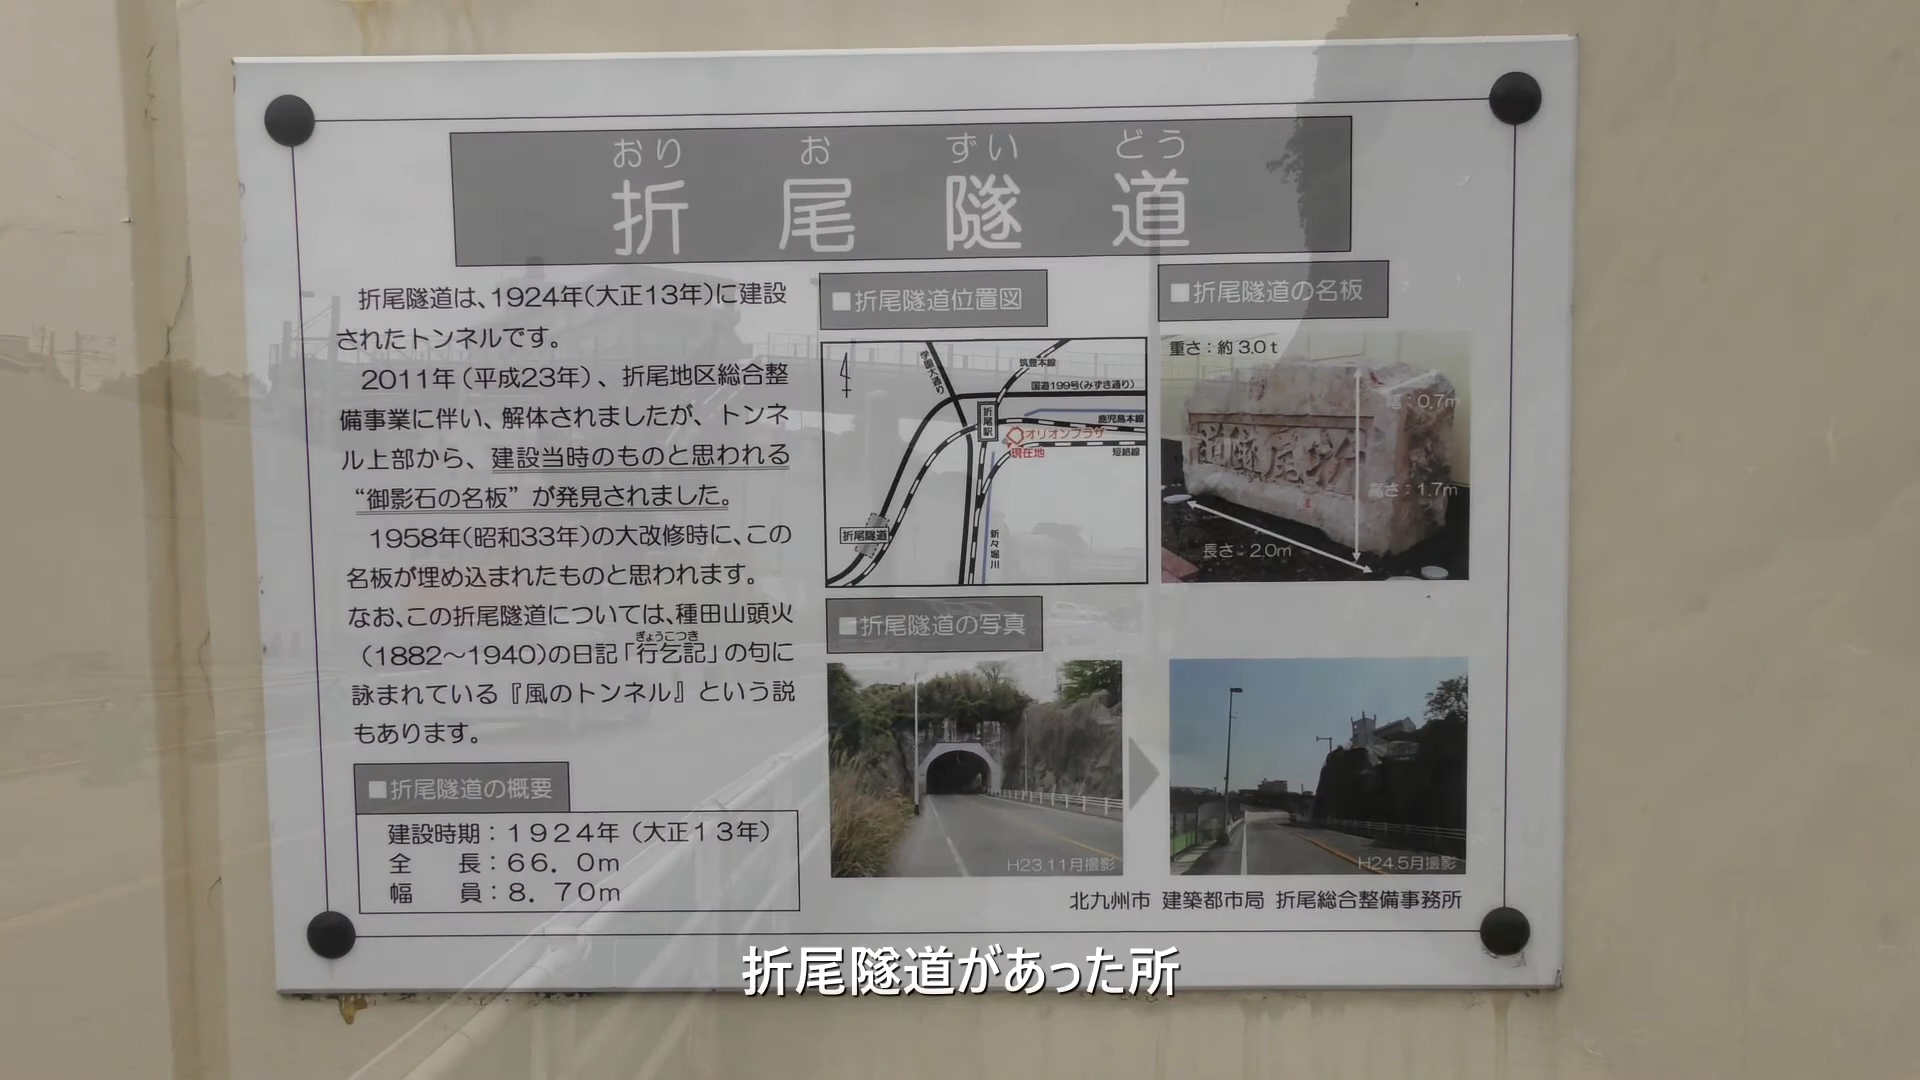 おり お ずい どう
折尾隧道
折尾隧道は、1924年(大正13年)に建設
されたトンネルです。
2011年(平成23年)、折尾地区総合整
備事業に伴い、解体されましたが、トンネ
ル上部から、建設当時のものと思われる
“御影石の名板”が発見されました。
1958年(昭和33年)の大改修時に、この
名板が埋め込まれたものと思われます。
なお、この折尾隧道については、種田山頭火
ぎょうこつき
(1882～1940)の日記「行乞記」の句に
詠まれている『風のトンネル』という説
もあります。
■折尾隧道の概要
建設時期：1924年（大正13年）
全　　長：66．0m
幅　　員：8．70m
■折尾隧道位置図
学園大通り
筑豊本線
国道199号(みずき通り)
折尾駅
鹿児島本線
オリオンプラザ
現在地
短絡線
折尾隧道
新々堀川
■折尾隧道の名板
重さ：約3.0t
幅：0.7m
道隧尾折
高さ：1.7m
長さ：2.0m
■折尾隧道の写真
H23.11月撮影
H24.5月撮影
北九州市 建築都市局 折尾総合整備事務所
折尾隧道があった所